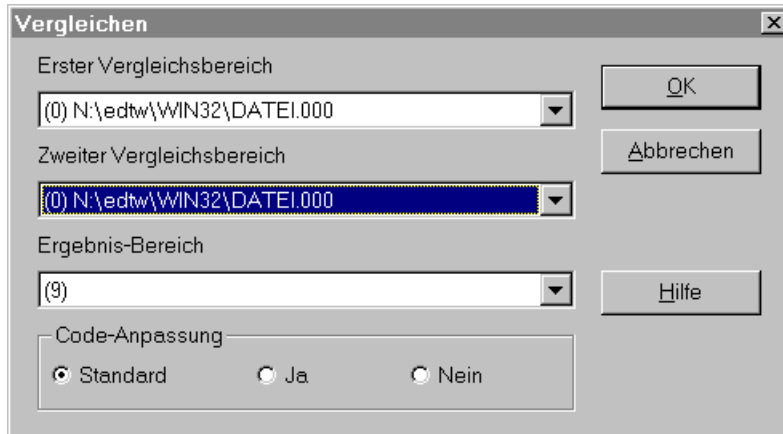 Vergleichen
Erster Vergleichsbereich
(0) N:\edtw\WIN32\DATEI.000
OK
Zweiter Vergleichsbereich
Abbrechen
(0) N:\edtw\WIN32\DATEI.000
Ergebnis-Bereich
(9)
Hilfe
Code-Anpassung
Standard Ja Nein